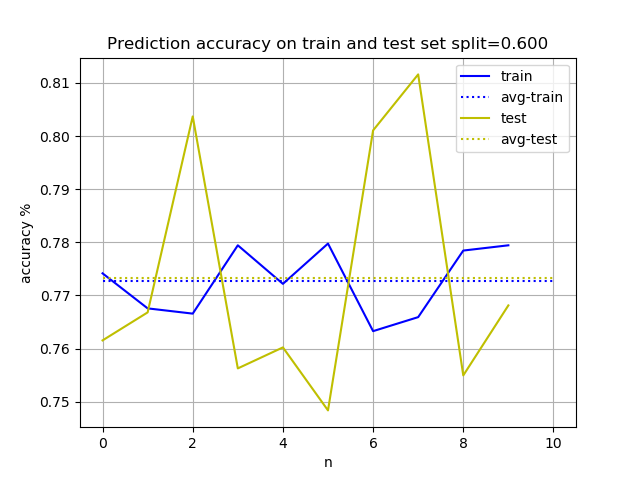 Prediction accuracy on train and test set split=0.600
train
avg-train
test
avg-test
accuracy %
0.81
0.80
0.79
0.78
0.77
0.76
0.75
0 2 4 6 8 10
n